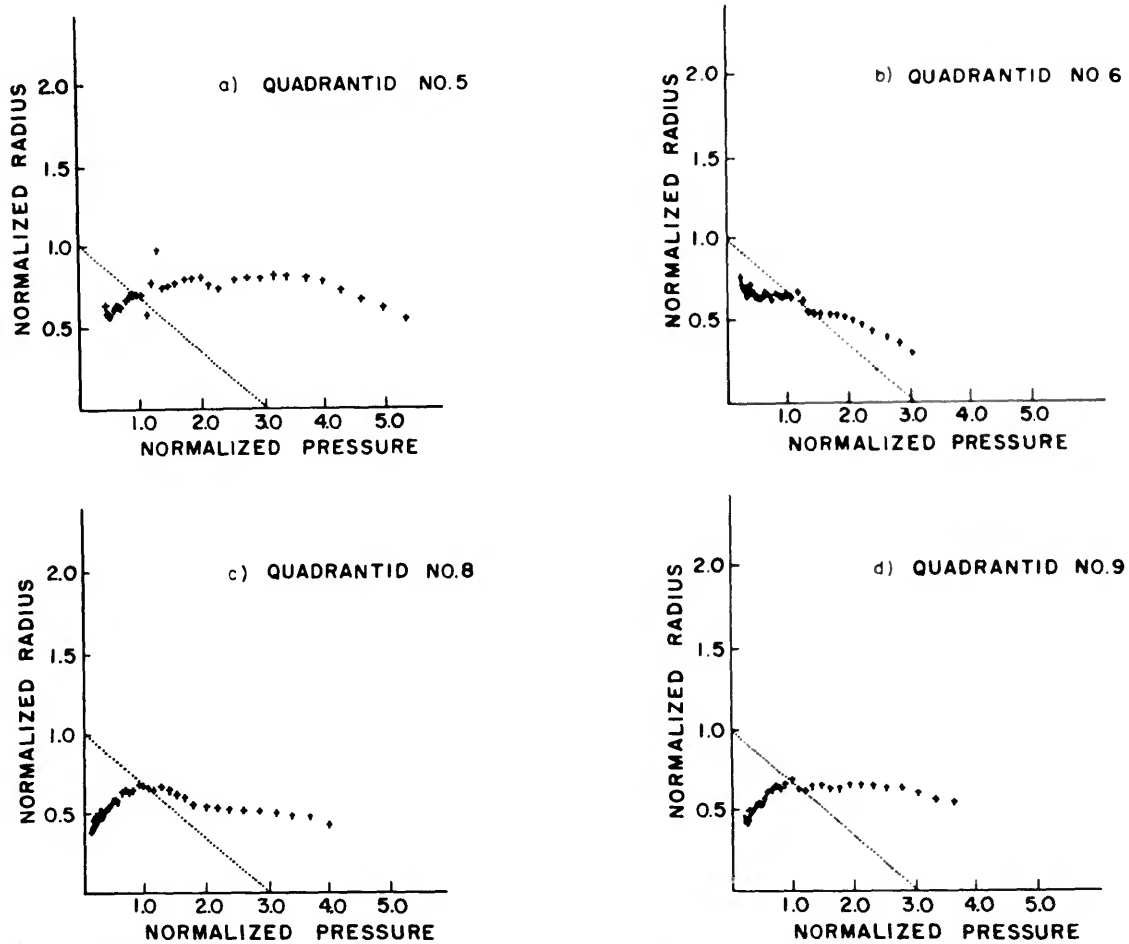 a) QUADRANTID NO.5
NORMALIZED RADIUS
2.0
1.5
1.0
0.5
1.0 2.0 3.0 4.0 5.0
NORMALIZED PRESSURE
b) QUADRANTID NO 6
NORMALIZED RADIUS
2.0
1.5
1.0
0.5
1.0 2.0 3.0 4.0 5.0
NORMALIZED PRESSURE
c) QUADRANTID NO.8
NORMALIZED RADIUS
2.0
1.5
1.0
0.5
1.0 2.0 3.0 4.0 5.0
NORMALIZED PRESSURE
d) QUADRANTID NO.9
NORMALIZED RADIUS
2.0
1.5
1.0
0.5
1.0 2.0 3.0 4.0 5.0
NORMALIZED PRESSURE